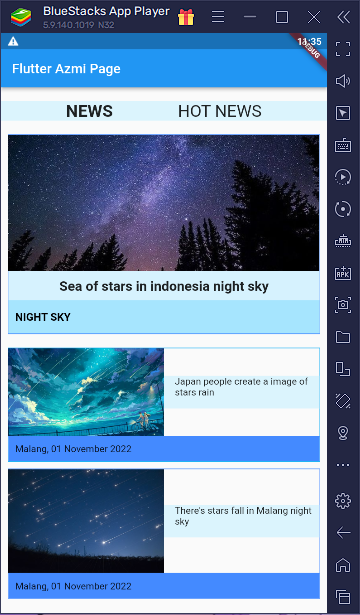 BlueStacks App Player
5.9.140.1019 N32
11:35
DEBUG
Flutter Azmi Page
NEWS
HOT NEWS
Sea of stars in indonesia night sky
NIGHT SKY
Japan people create a image of
stars rain
Malang, 01 November 2022
There's stars fall in Malang night
sky
Malang, 01 November 2022